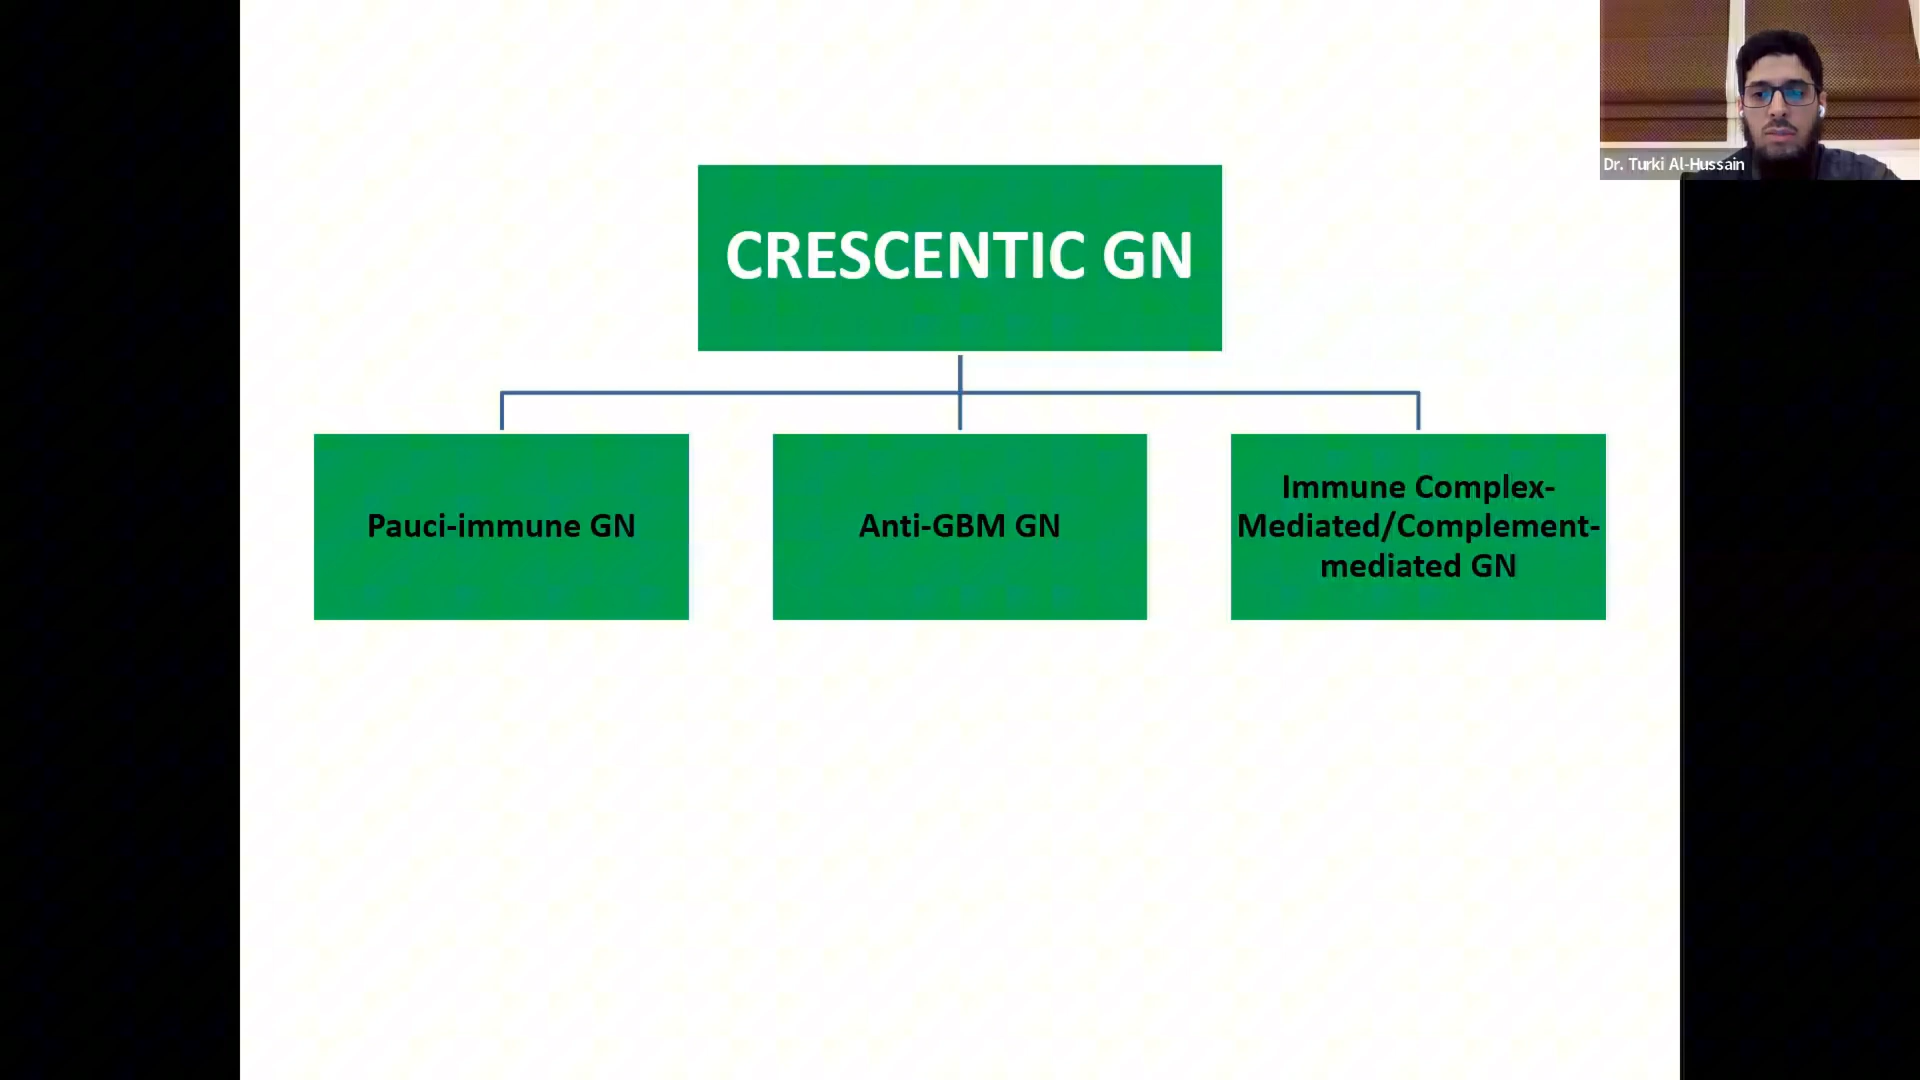 Dr. Turki Al-Hussain
CRESCENTIC GN
Pauci-immune GN
Anti-GBM GN
Immune Complex-
Mediated/Complement-
mediated GN